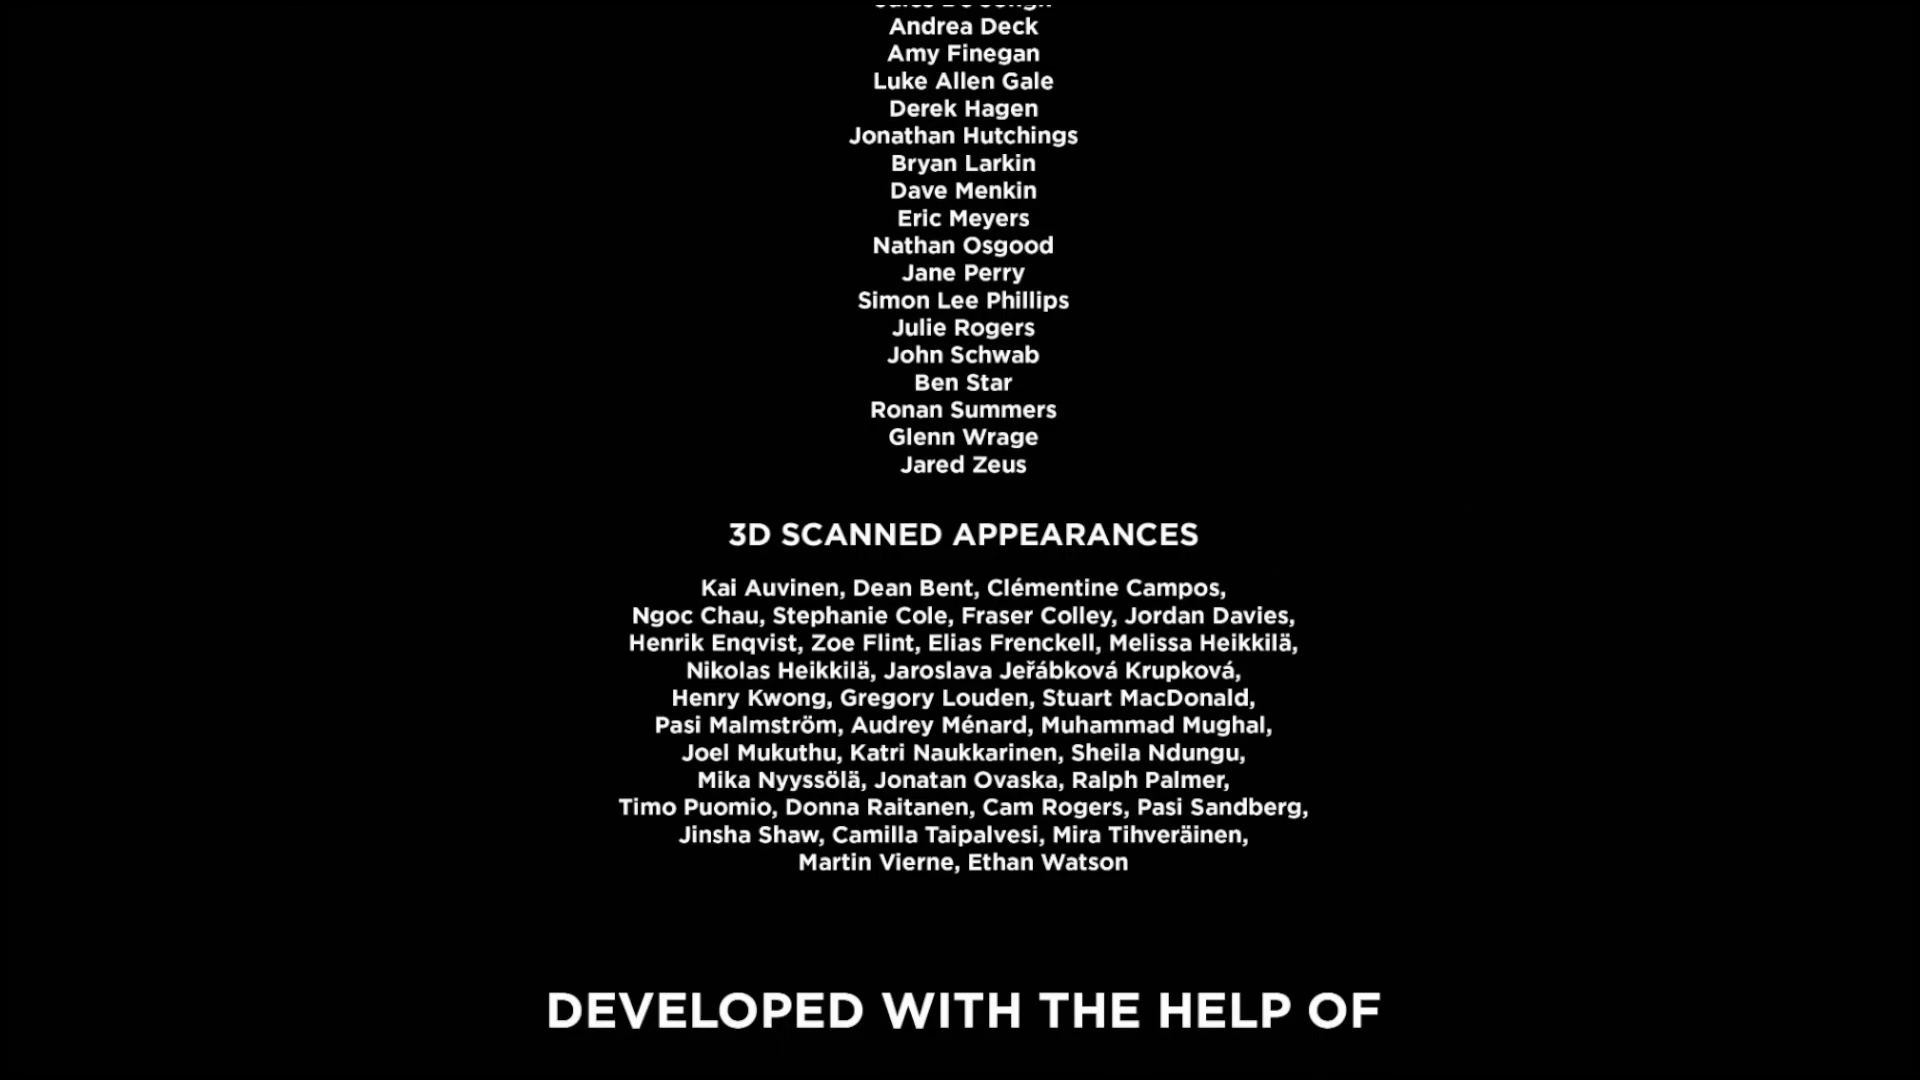 Andrea Deck
Amy Finegan
Luke Allen Gale
Derek Hagen
Jonathan Hutchings
Bryan Larkin
Dave Menkin
Eric Meyers
Nathan Osgood
Jane Perry
Simon Lee Phillips
Julie Rogers
John Schwab
Ben Star
Ronan Summers
Glenn Wrage
Jared Zeus
3D SCANNED APPEARANCES
Kai Auvinen, Dean Bent, Clémentine Campos,
Ngoc Chau, Stephanie Cole, Fraser Colley, Jordan Davies,
Henrik Enqvist, Zoe Flint, Elias Frenckell, Melissa Heikkilä,
Nikolas Heikkilä, Jaroslava Jeřábková Krupková,
Henry Kwong, Gregory Louden, Stuart MacDonald,
Pasi Malmström, Audrey Ménard, Muhammad Mughal,
Joel Mukuthu, Katri Naukkarinen, Sheila Ndungu,
Mika Nyyssölä, Jonatan Ovaska, Ralph Palmer,
Timo Puomio, Donna Raitanen, Cam Rogers, Pasi Sandberg,
Jinsha Shaw, Camilla Taipalvesi, Mira Tihveräinen,
Martin Vierne, Ethan Watson
DEVELOPED WITH THE HELP OF